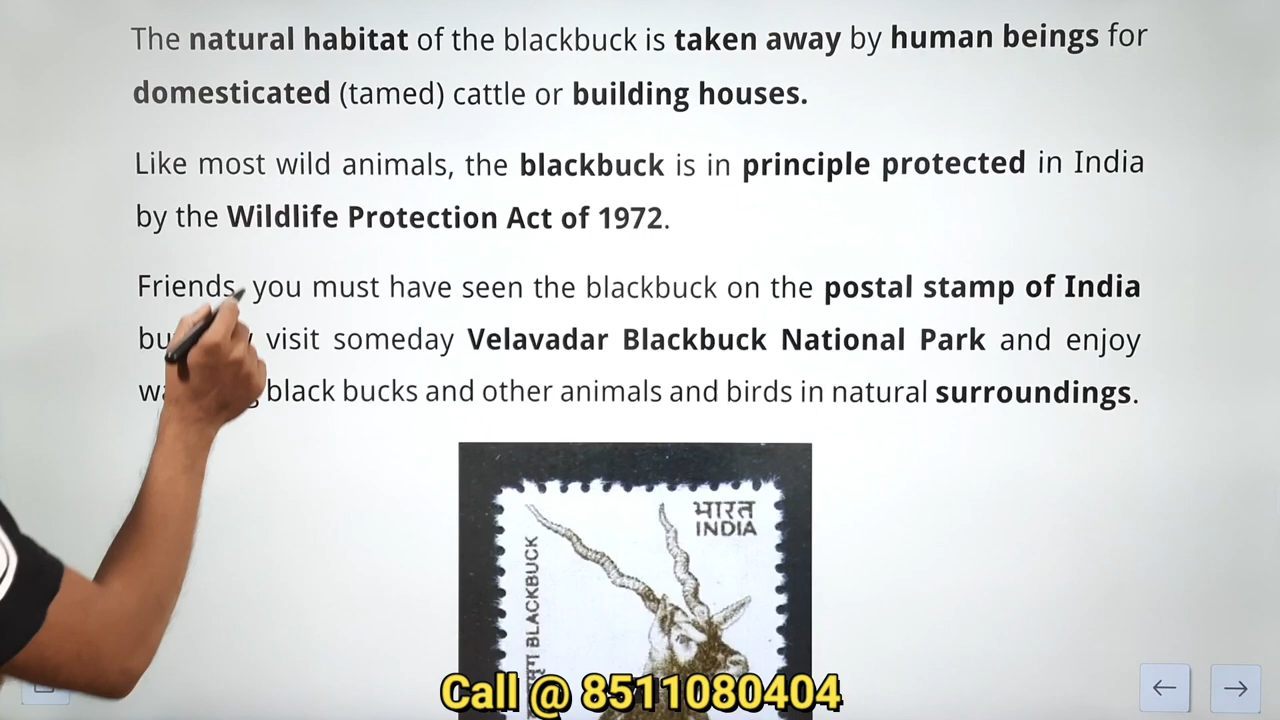 The natural habitat of the blackbuck is taken away by human beings for
domesticated (tamed) cattle or building houses.
Like most wild animals, the blackbuck is in principle protected in India
by the Wildlife Protection Act of 1972.
Friends, you must have seen the blackbuck on the postal stamp of India
visit someday Velavadar Blackbuck National Park and enjoy
black bucks and other animals and birds in natural surroundings.
भारत
INDIA
BLACKBUCK
Call @ 8511080404